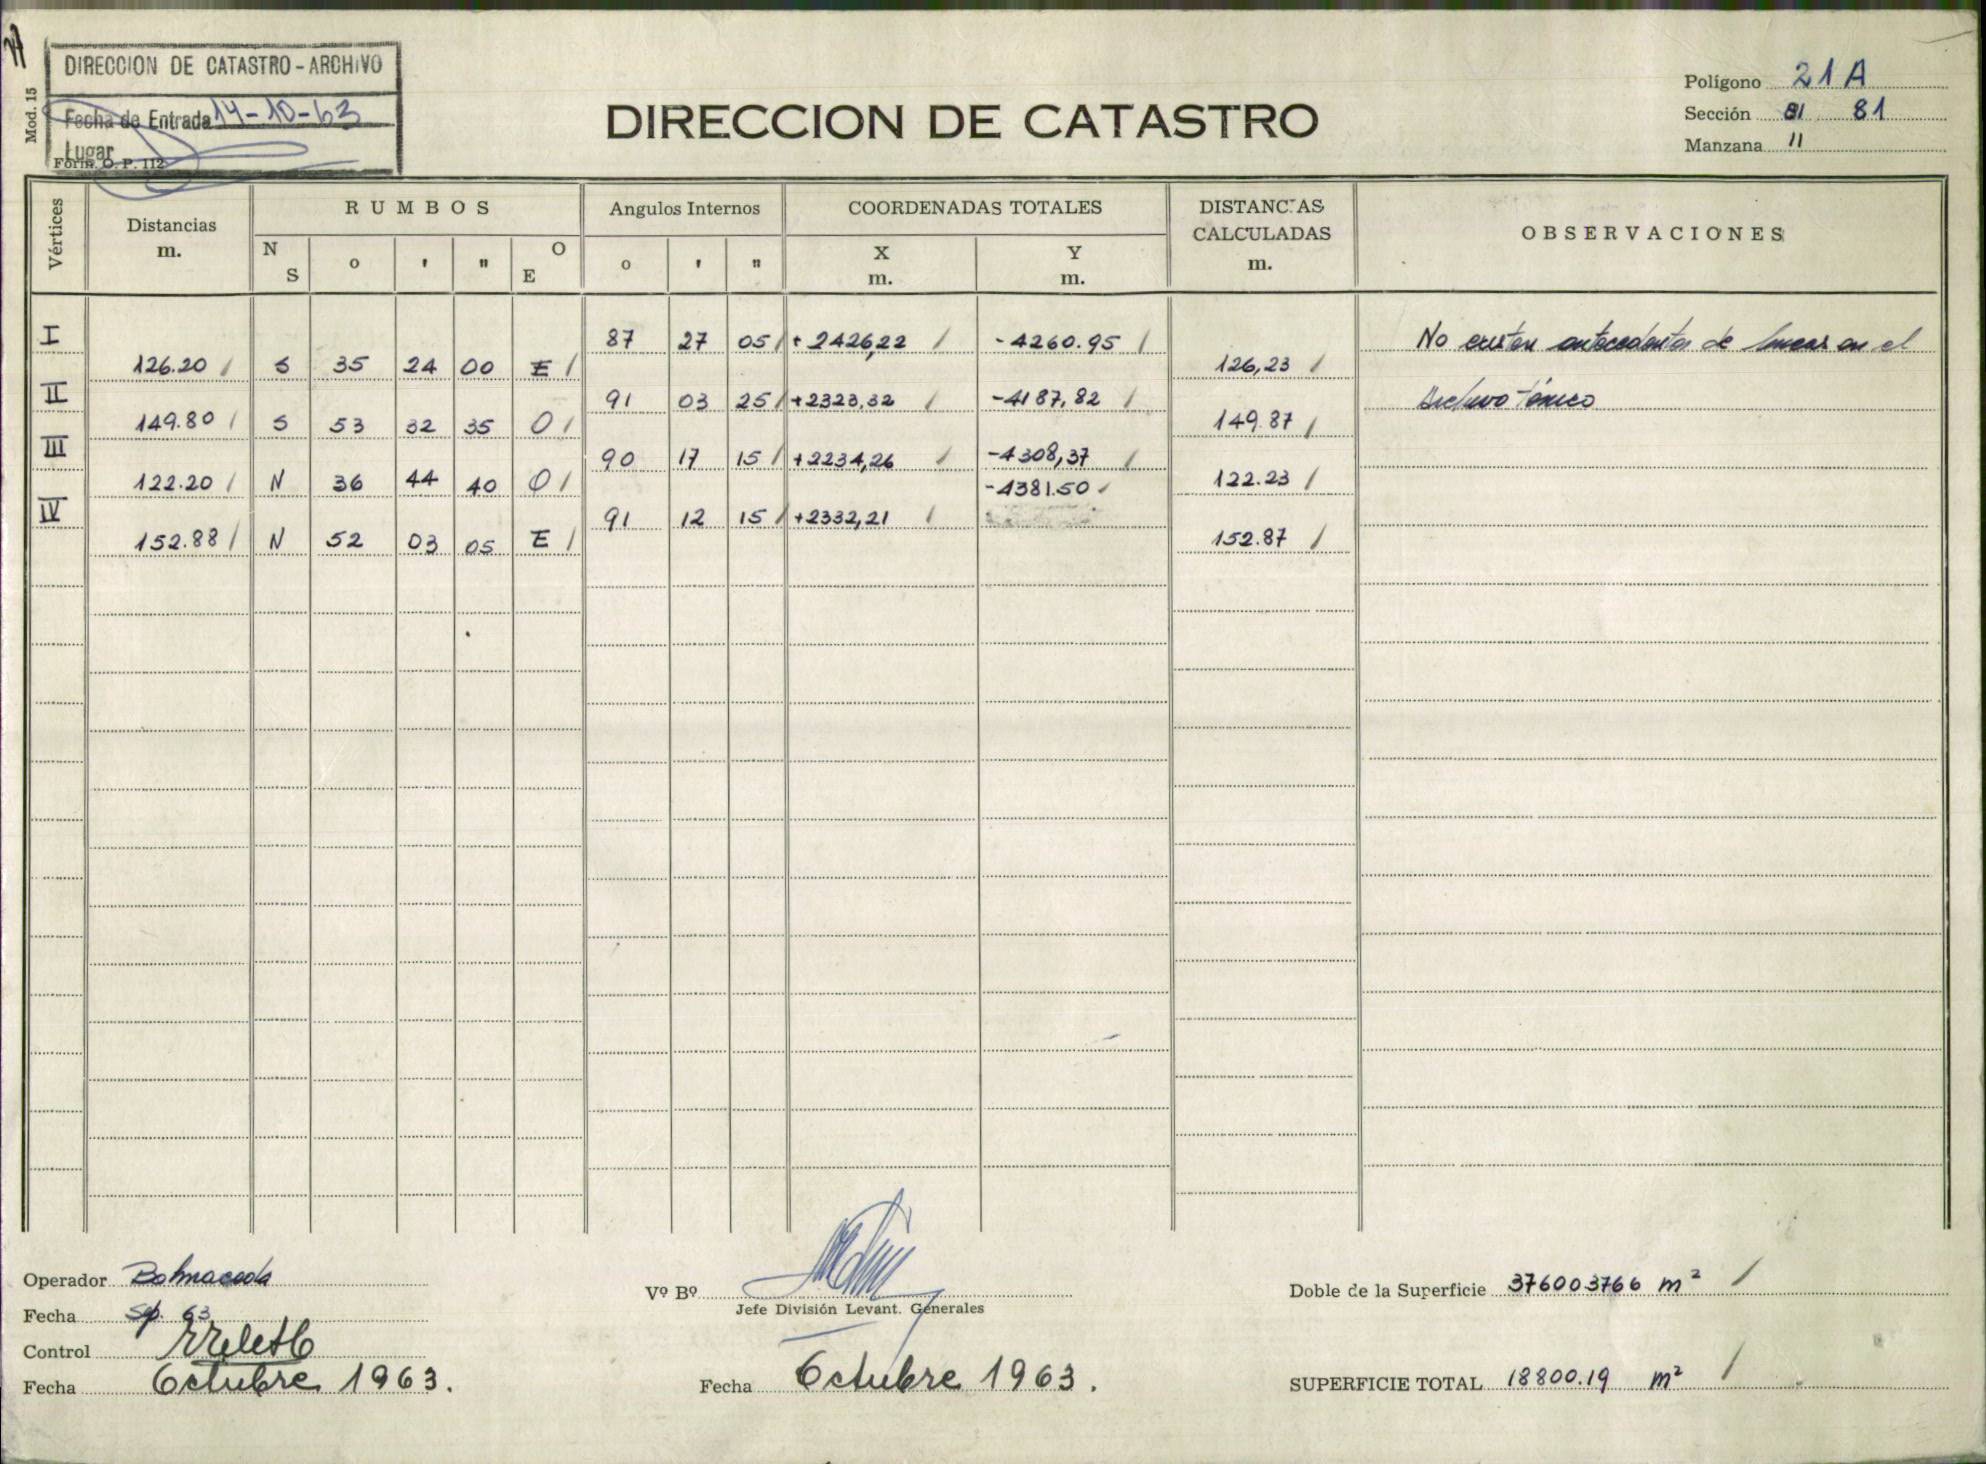 Mod. 15
DIRECCION DE CATASTRO - ARCHIVO
Fecha de Entrada 14-10-63
Lugar
Form. O. P. 112
DIRECCION DE CATASTRO
Polígono 21 A
Sección 81 81
Manzana 11
Vértices
Distancias
m.
RUMBOS
N S
o ' "
O E
Angulos Internos
o ' "
COORDENADAS TOTALES
X
m.
Y
m.
DISTANCIAS
CALCULADAS
m.
OBSERVACIONES
I 87 27 05 +2426,22 -4260.95 No existen antecedentes de lineas en el
126.20 S 35 24 00 E 126,23
II 91 03 25 +2323,32 -4187,82 Archivo Técnico
149.80 S 53 32 35 O 149.87
III 90 17 15 +2234,26 -4308,37
122.20 N 36 44 40 O -4381.50 122.23
IV 91 12 15 +2332,21
152.88 N 52 03 05 E 152.87
Operador Balmaceda
Fecha Sep. 63
Control
Fecha Octubre 1963.
Vº Bº
Jefe División Levant. Generales
Fecha Octubre 1963.
Doble de la Superficie 376003766 m²
SUPERFICIE TOTAL 18800.19 m²